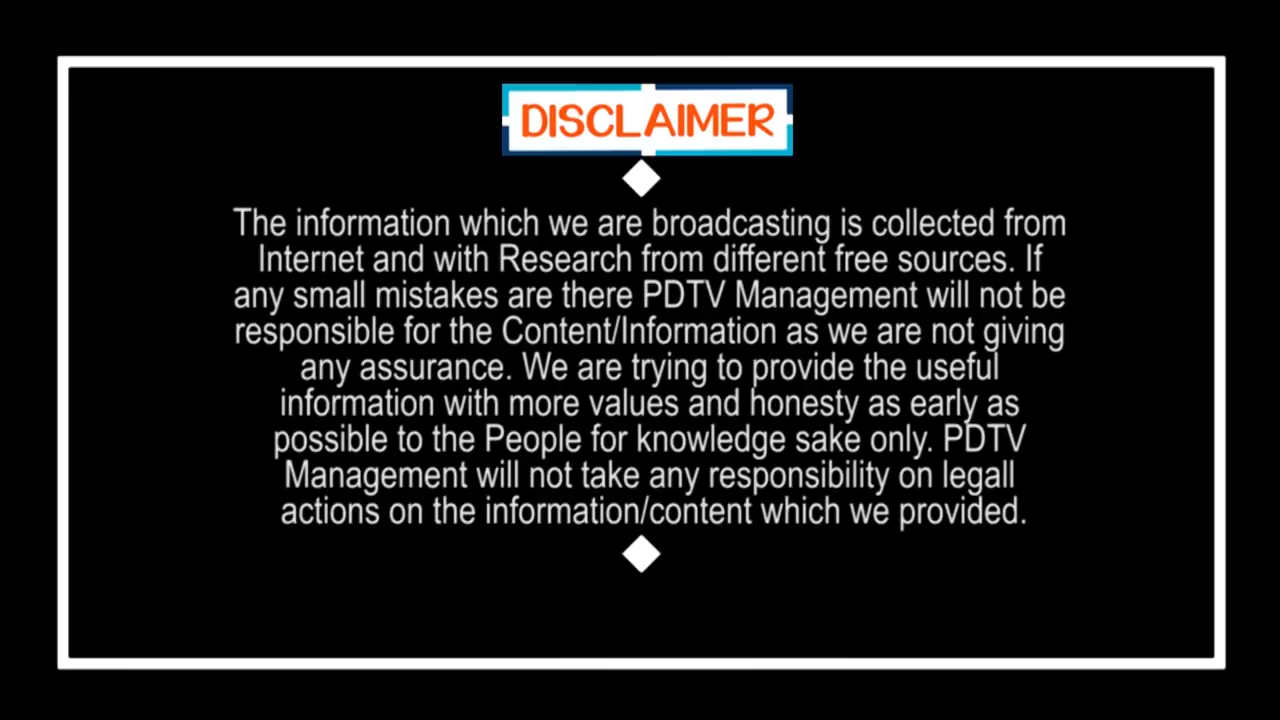 DISCLAIMER
The information which we are broadcasting is collected from
Internet and with Research from different free sources. If
any small mistakes are there PDTV Management will not be
responsible for the Content/Information as we are not giving
any assurance. We are trying to provide the useful
information with more values and honesty as early as
possible to the People for knowledge sake only. PDTV
Management will not take any responsibility on legall
actions on the information/content which we provided.